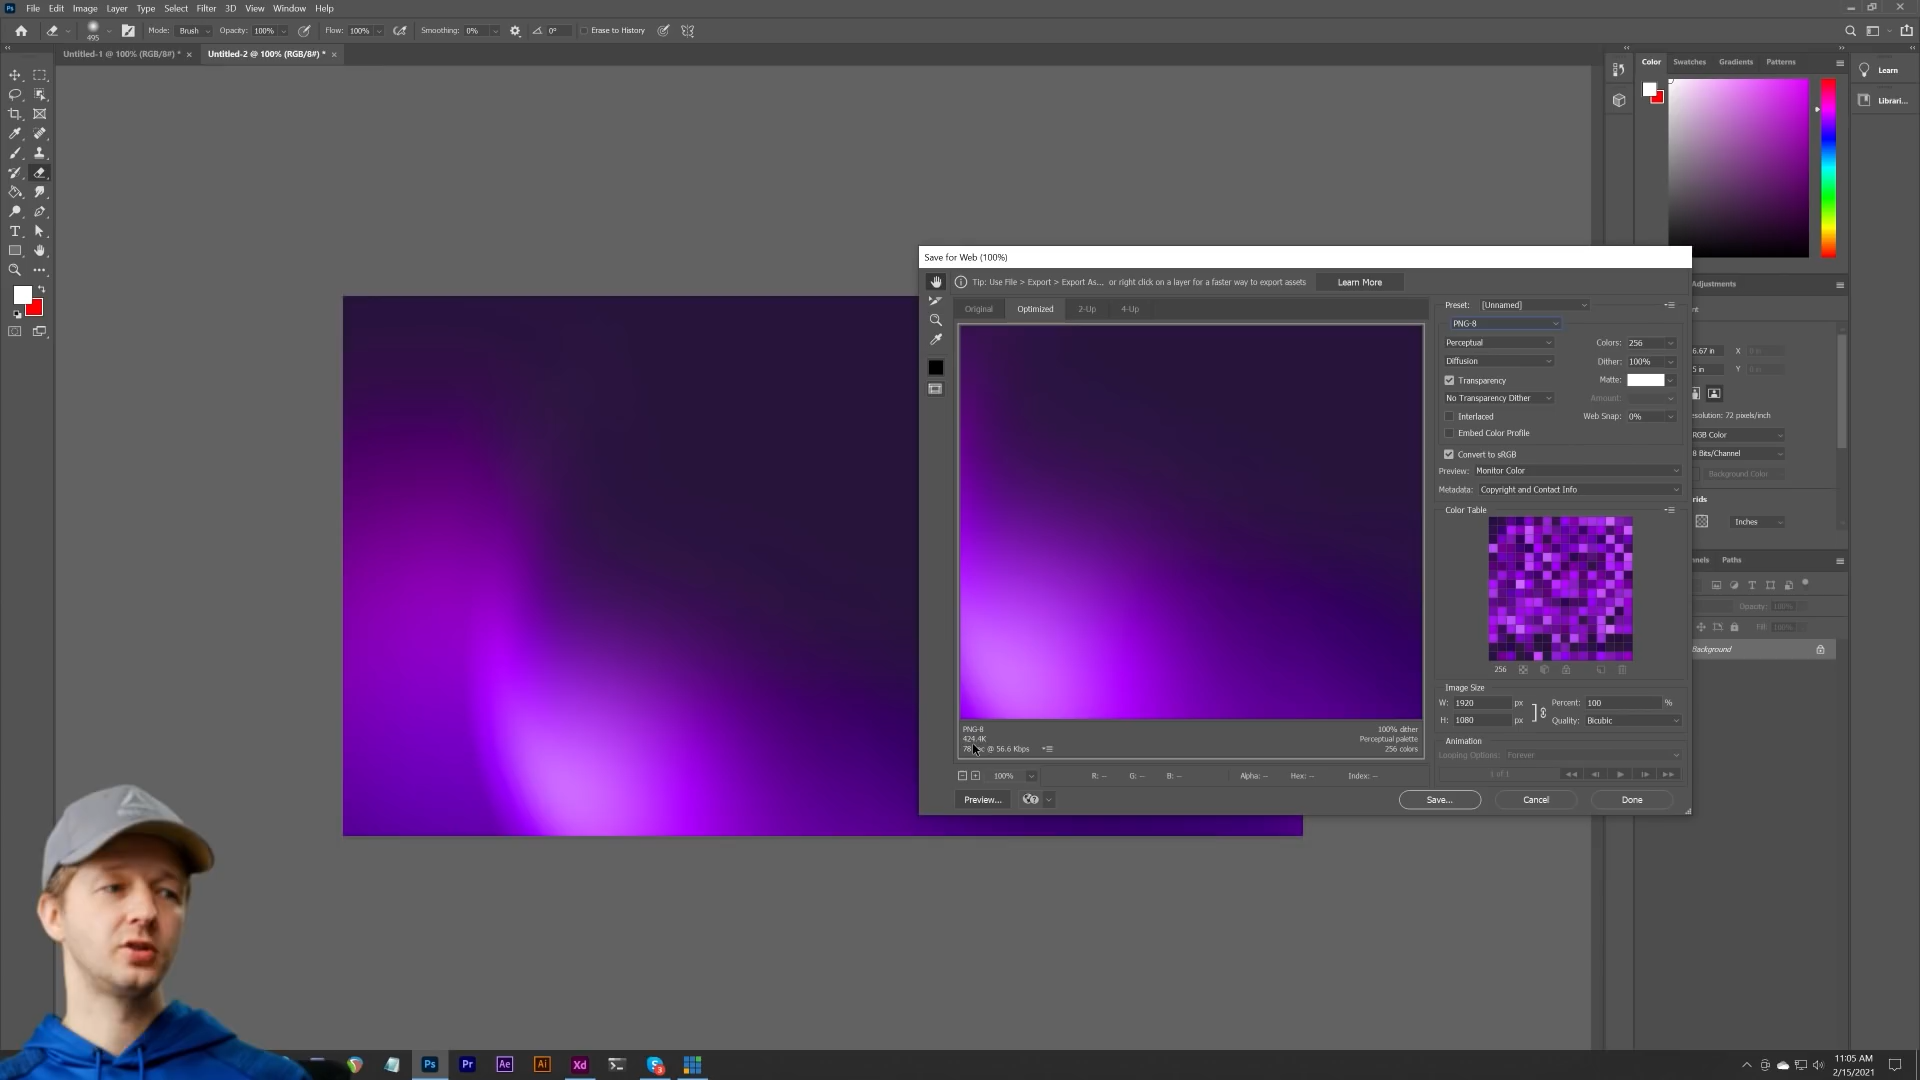 Ps File Edit Image Layer Type Select Filter 3D View Window Help
495 Mode: Brush Opacity: 100% Flow: 100% Smoothing: 0% 0° Erase to History
Untitled-1 @ 100% (RGB/8#) * × Untitled-2 @ 100% (RGB/8#) * ×
Color Swatches Gradients Patterns
Learn
Librari...
Save for Web (100%)
Tip: Use File > Export > Export As... or right click on a layer for a faster way to export assets Learn More
Original Optimized 2-Up 4-Up
Preset: [Unnamed]
PNG-8
Perceptual Colors: 256
Diffusion Dither: 100%
Transparency Matte:
No Transparency Dither Amount:
Interlaced Web Snap: 0%
Embed Color Profile
Convert to sRGB
Preview: Monitor Color
Metadata: Copyright and Contact Info
Color Table
256
Image Size
W: 1920 px Percent: 100 %
H: 1080 px Quality: Bicubic
Animation
Looping Options: Forever
1 of 1
PNG-8 100% dither
424.4K Perceptual palette
@ 56.6 Kbps 256 colors
100% R: -- G: -- B: -- Alpha: -- Hex: -- Index: --
Preview... Save... Cancel Done
Adjustments
6.67 in X
5 in Y
esolution: 72 pixels/inch
RGB Color
8 Bits/Channel
Background Color
rids
Inches
nnels Paths
Opacity: 100%
Fill: 100%
Background
Ps Pr Ae Ai Xd
11:05 AM
2/15/2021